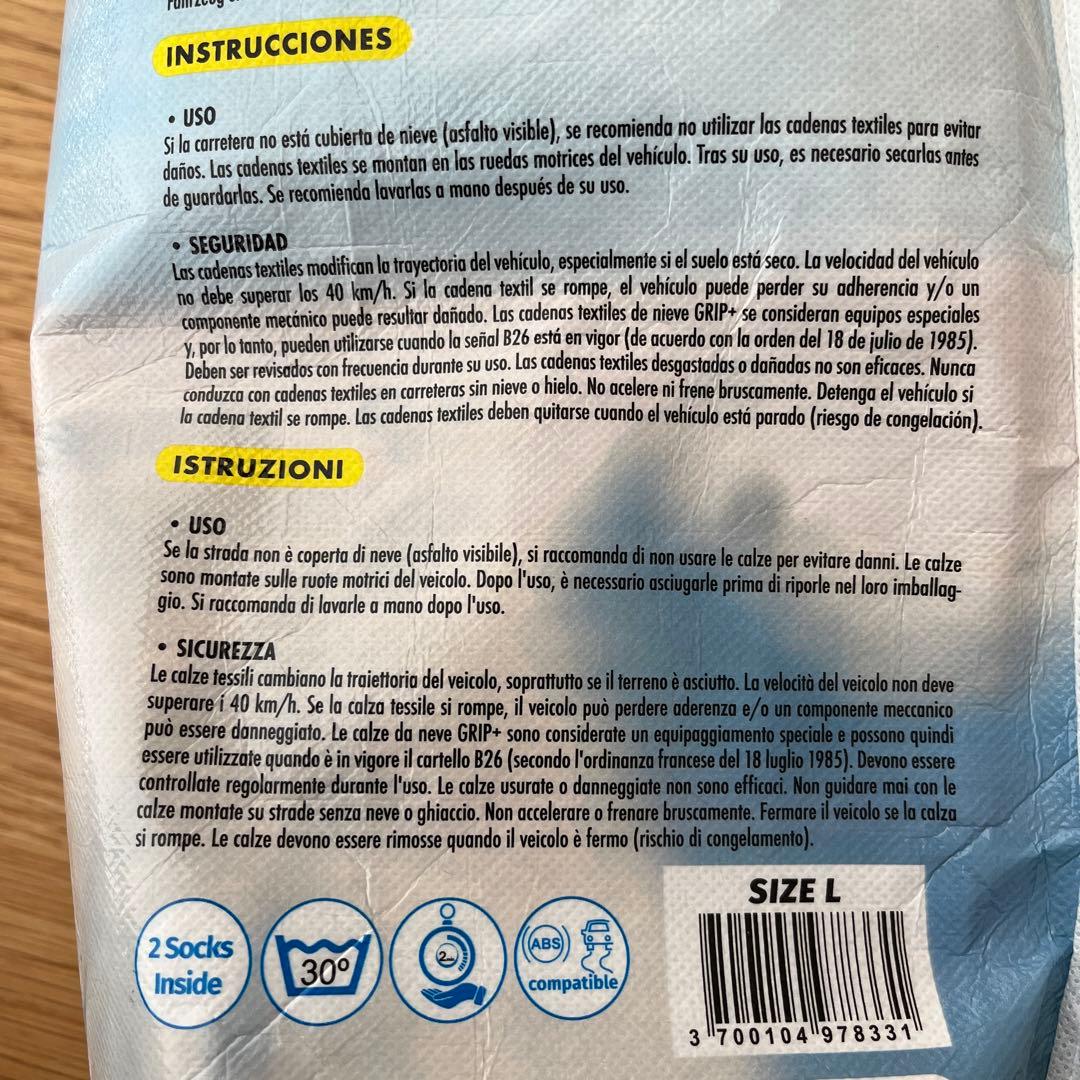 INSTRUCCIONES
• USO
Si la carretera no está cubierta de nieve (asfalto visible), se recomienda no utilizar las cadenas textiles para evitar
daños. Las cadenas textiles se montan en las ruedas motrices del vehículo. Tras su uso, es necesario secarlas antes
de guardarlas. Se recomienda lavarlas a mano después de su uso.
• SEGURIDAD
Las cadenas textiles modifican la trayectoria del vehículo, especialmente si el suelo está seco. La velocidad del vehículo
no debe superar los 40 km/h. Si la cadena textil se rompe, el vehículo puede perder su adherencia y/o un
componente mecánico puede resultar dañado. Las cadenas textiles de nieve GRIP+ se consideran equipos especiales
y, por lo tanto, pueden utilizarse cuando la señal B26 está en vigor (de acuerdo con la orden del 18 de julio de 1985).
Deben ser revisados con frecuencia durante su uso. Las cadenas textiles desgastadas o dañadas no son eficaces. Nunca
conduzca con cadenas textiles en carreteras sin nieve o hielo. No acelere ni frene bruscamente. Detenga el vehículo si
la cadena textil se rompe. Las cadenas textiles deben quitarse cuando el vehículo está parado (riesgo de congelación).
ISTRUZIONI
• USO
Se la strada non è coperta di neve (asfalto visibile), si raccomanda di non usare le calze per evitare danni. Le calze
sono montate sulle ruote motrici del veicolo. Dopo l'uso, è necessario asciugarle prima di riporle nel loro imballag-
gio. Si raccomanda di lavarle a mano dopo l'uso.
• SICUREZZA
Le calze tessili cambiano la traiettoria del veicolo, soprattutto se il terreno è asciutto. La velocità del veicolo non deve
superare i 40 km/h. Se la calza tessile si rompe, il veicolo può perdere aderenza e/o un componente meccanico
può essere danneggiato. Le calze da neve GRIP+ sono considerate un equipaggiamento speciale e possono quindi
essere utilizzate quando è in vigore il cartello B26 (secondo l'ordinanza francese del 18 luglio 1985). Devono essere
controllate regolarmente durante l'uso. Le calze usurate o danneggiate non sono efficaci. Non guidare mai con le
calze montate su strade senza neve o ghiaccio. Non accelerare o frenare bruscamente. Fermare il veicolo se la calza
si rompe. Le calze devono essere rimosse quando il veicolo è fermo (rischio di congelamento).
2 Socks
Inside
30°
2
ABS
compatible
SIZE L
3 700104 978331